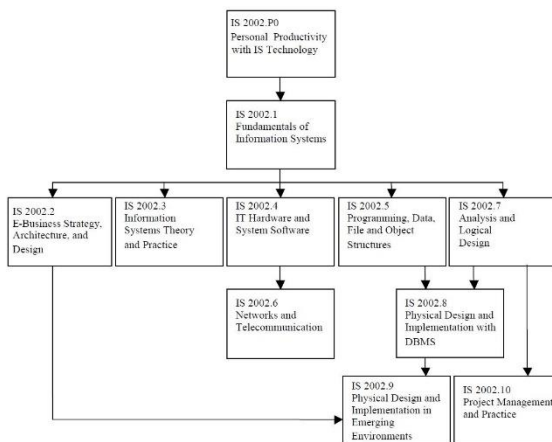 IS 2002.P0
Personal Productivity
with IS Technology
IS 2002.1
Fundamentals of
Information Systems
IS 2002.2
E-Business Strategy,
Architecture, and
Design
IS 2002.3
Information
Systems Theory
and Practice
IS 2002.4
IT Hardware and
System Software
IS 2002.5
Programming, Data,
File and Object
Structures
IS 2002.7
Analysis and
Logical
Design
IS 2002.6
Networks and
Telecommunication
IS 2002.8
Physical Design and
Implementation with
DBMS
IS 2002.9
Physical Design and
Implementation in
Emerging
Environments
IS 2002.10
Project Management
and Practice